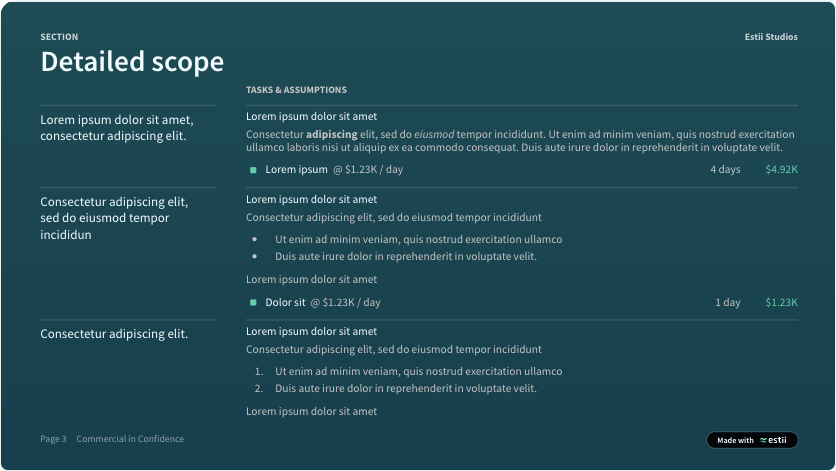 SECTION
Estii Studios
Detailed scope
TASKS & ASSUMPTIONS
Lorem ipsum dolor sit amet,
consectetur adipiscing elit.
Lorem ipsum dolor sit amet
Consectetur adipiscing elit, sed do eiusmod tempor incididunt. Ut enim ad minim veniam, quis nostrud exercitation
ullamco laboris nisi ut aliquip ex ea commodo consequat. Duis aute irure dolor in reprehenderit in voluptate velit.
Lorem ipsum @ $1.23K / day 4 days $4.92K
Consectetur adipiscing elit,
sed do eiusmod tempor
incididun
Lorem ipsum dolor sit amet
Consectetur adipiscing elit, sed do eiusmod tempor incididunt
• Ut enim ad minim veniam, quis nostrud exercitation ullamco
• Duis aute irure dolor in reprehenderit in voluptate velit.
Lorem ipsum dolor sit amet
Dolor sit @ $1.23K / day 1 day $1.23K
Consectetur adipiscing elit.
Lorem ipsum dolor sit amet
Consectetur adipiscing elit, sed do eiusmod tempor incididunt
1. Ut enim ad minim veniam, quis nostrud exercitation ullamco
2. Duis aute irure dolor in reprehenderit in voluptate velit.
Lorem ipsum dolor sit amet
Page 3 Commercial in Confidence
Made with estii